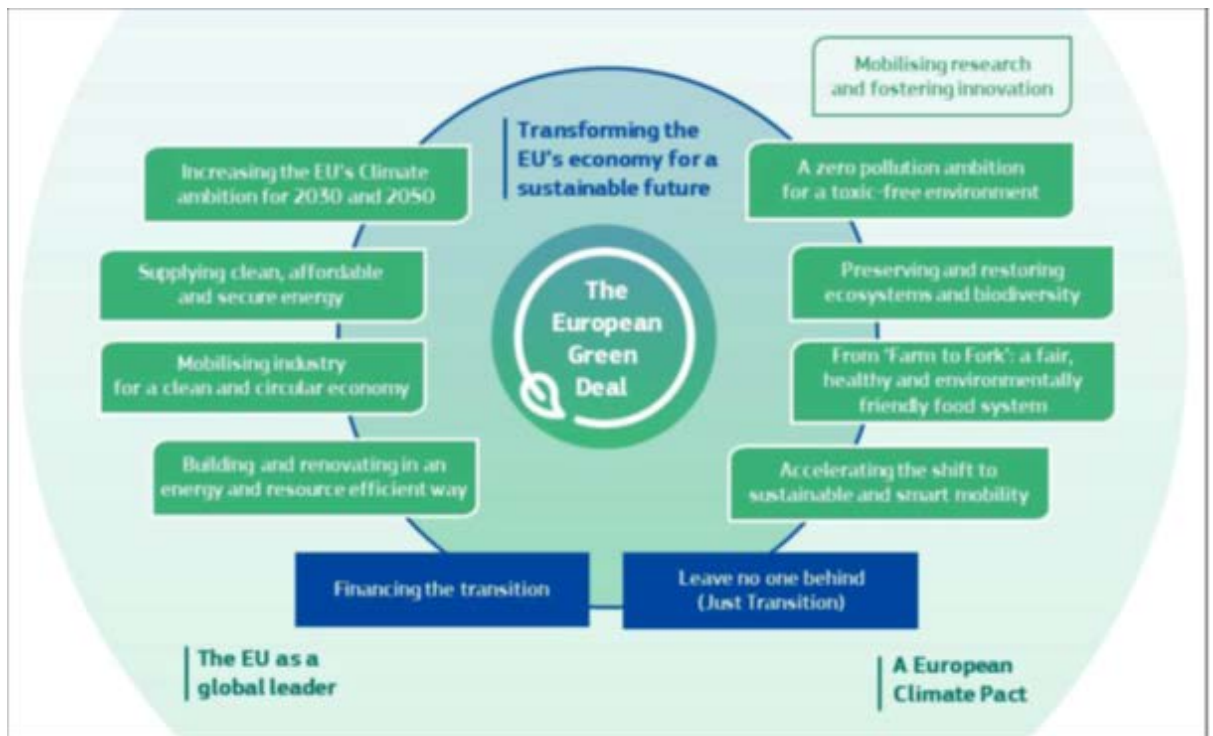 Mobilising research
and fostering innovation
Transforming the
EU's economy for a
sustainable future
Increasing the EU's Climate
ambition for 2030 and 2050
A zero pollution ambition
for a toxic-free environment
Supplying clean, affordable
and secure energy
Preserving and restoring
ecosystems and biodiversity
The
European
Green
Deal
Mobilising industry
for a clean and circular economy
From 'Farm to Fork': a fair,
healthy and environmentally
friendly food system
Building and renovating in an
energy and resource efficient way
Accelerating the shift to
sustainable and smart mobility
Financing the transition
Leave no one behind
(Just Transition)
The EU as a
global leader
A European
Climate Pact